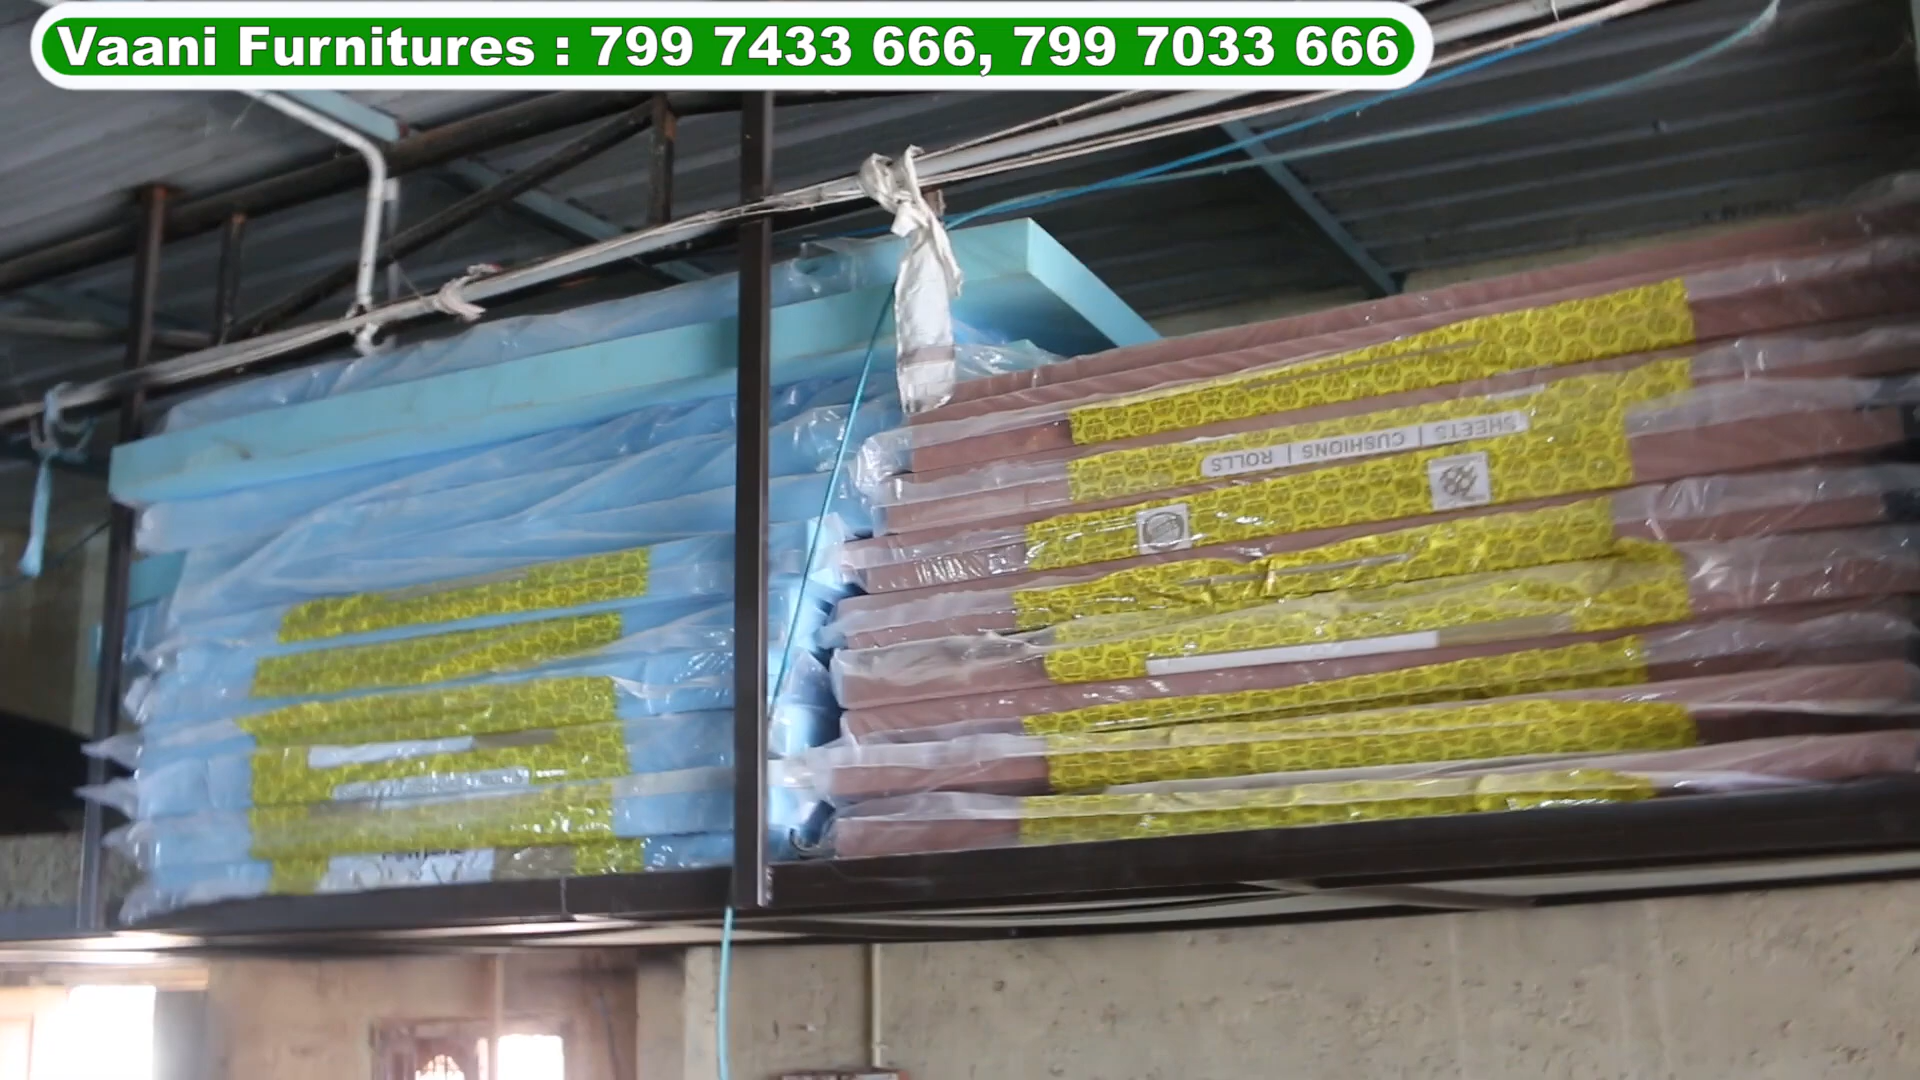 Vaani Furnitures : 799 7433 666, 799 7033 666
SHEETS | CUSHIONS | ROLLS